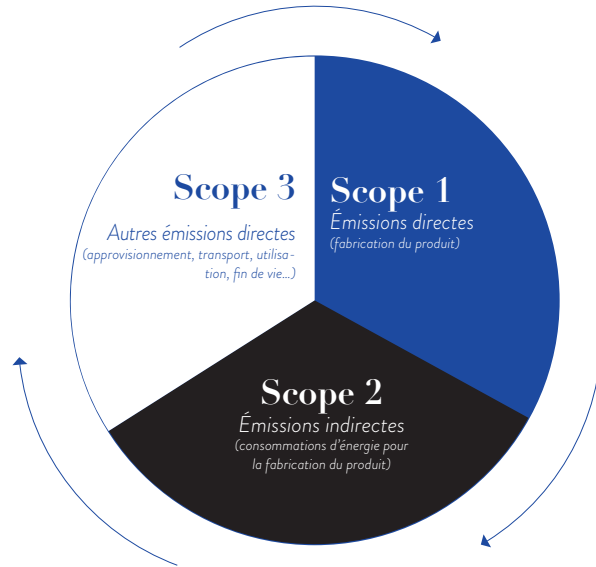 Scope 1
Émissions directes
(fabrication du produit)
Scope 2
Émissions indirectes
(consommations d'énergie pour
la fabrication du produit)
Scope 3
Autres émissions directes
(approvisionnement, transport, utilisa-
tion, fin de vie...)